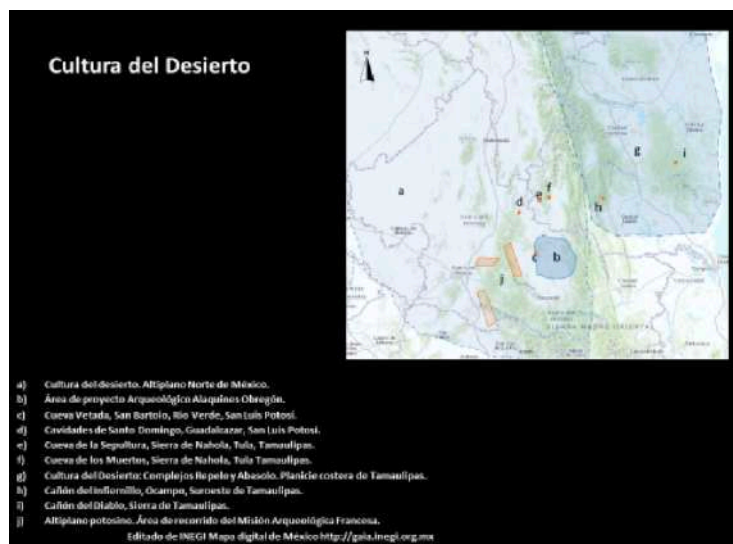 Cultura del Desierto
N
g
i
a
f
e
d
h
c
b
j
SIERRA MADRE ORIENTAL
a) Cultura del desierto. Altiplano Norte de México.
b) Área de proyecto Arqueológico Alaquines Obregón.
c) Cueva Vetada, San Bartolo, Rio Verde, San Luis Potosí.
d) Cavidades de Santo Domingo, Guadalcazar, San Luis Potosí.
e) Cueva de la Sepultura, Sierra de Nahola, Tula, Tamaulipas.
f) Cueva de los Muertos, Sierra de Nahola, Tula Tamaulipas.
g) Cultura del Desierto: Complejos Repelo y Abasolo. Planicie costera de Tamaulipas.
h) Cañón del Infiernillo, Ocampo, Suroeste de Tamaulipas.
i) Cañón del Diablo, Sierra de Tamaulipas.
j) Altiplano potosino. Área de recorrido del Misión Arqueológica Francesa.
Editado de INEGI Mapa digital de México http://gaia.inegi.org.mx